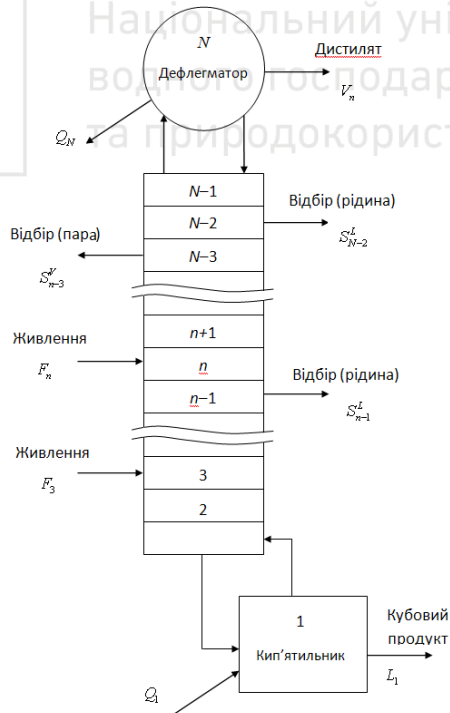 Національний уні
водного господар
та природокорист
N
Дефлегматор
Дистилят
V_n
Q_N
N–1
N–2
N–3
Відбір (рідина)
S^L_{N-2}
Відбір (пара)
S^V_{n-3}
n+1
n
n–1
Живлення
F_n
Відбір (рідина)
S^L_{n-1}
Живлення
F_3
3
2
1
Кип'ятильник
Кубовий
продукт
L_1
Q_1